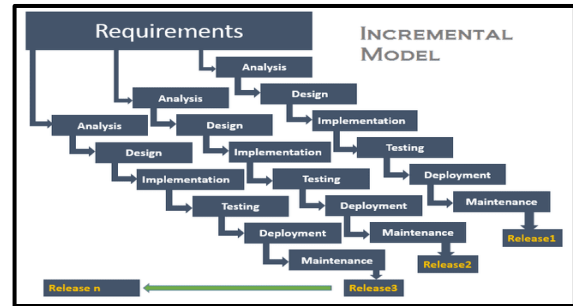 Requirements
INCREMENTAL
MODEL
Analysis
Design
Implementation
Testing
Deployment
Maintenance
Release1
Analysis
Design
Implementation
Testing
Deployment
Maintenance
Release2
Analysis
Design
Implementation
Testing
Deployment
Maintenance
Release3
Release n